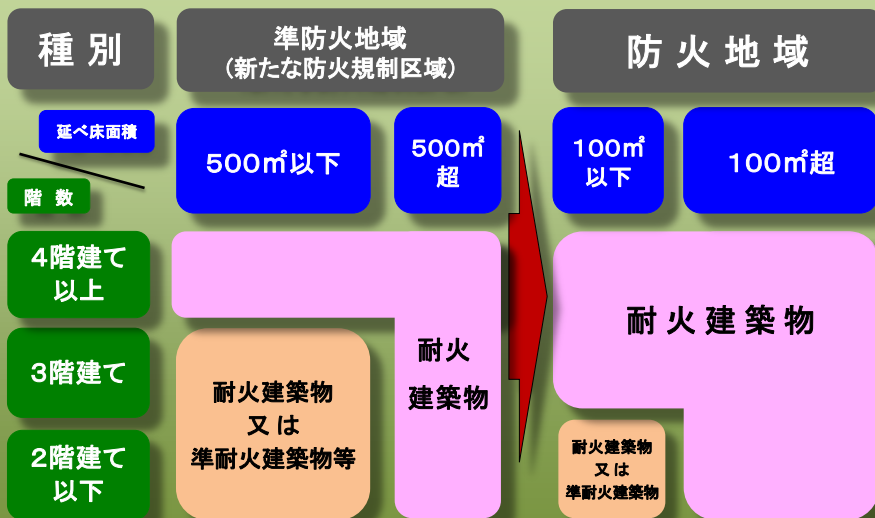 種別
準防火地域
(新たな防火規制区域)
防火地域
延べ床面積
階数
500㎡以下
500㎡
超
100㎡
以下
100㎡超
4階建て
以上
3階建て
2階建て
以下
耐火建築物
又は
準耐火建築物等
耐火
建築物
耐火建築物
耐火建築物
又は
準耐火建築物